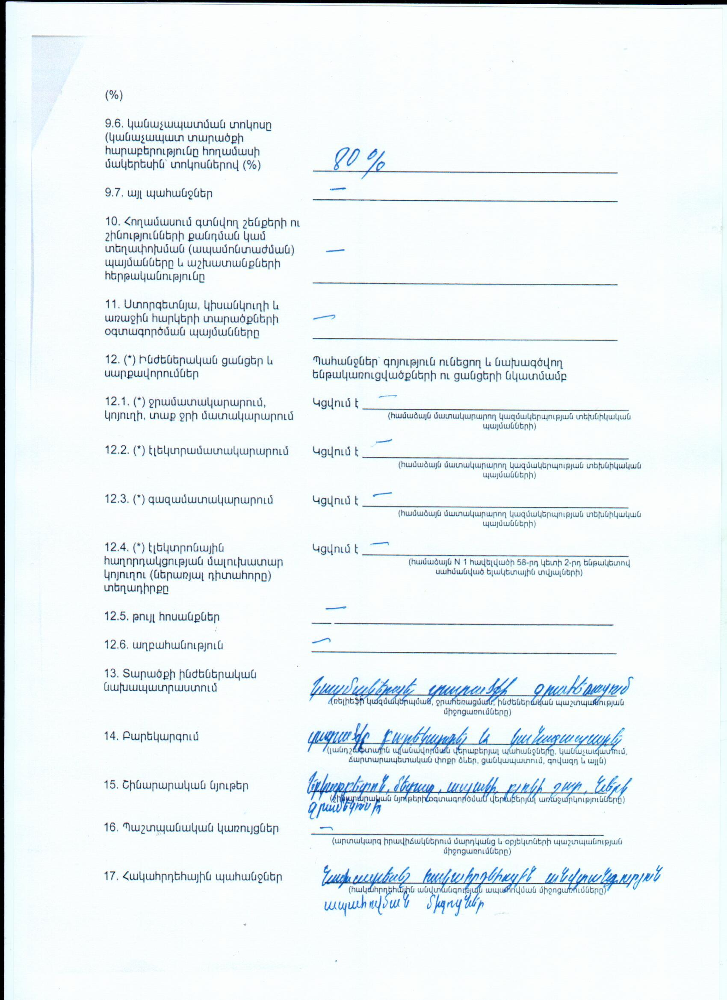 (%)
9.6. կանաչապատման տոկոսը
(կանաչապատ տարածքի
հարաբերությունը հողամասի
մակերեսին՝ տոկոսներով (%)
80 %
9.7. այլ պահանջներ
—
10. Հողամասում գտնվող շենքերի ու
շինությունների քանդման կամ
տեղափոխման (ապամոնտաժման)
պայմանները և աշխատանքների
հերթականությունը
—
11. Ստորգետնյա, կիսանկուղի և
առաջին հարկերի տարածքների
օգտագործման պայմանները
—
12. (*) Ինժեներական ցանցեր և
սարքավորումներ
Պահանջներ՝ գոյություն ունեցող և նախագծվող
ենթակառուցվածքների ու ցանցերի նկատմամբ
12.1. (*) ջրամատակարարում,
կոյուղի, տաք ջրի մատակարարում
Կցվում է —
(համաձայն մատակարարող կազմակերպության տեխնիկական
պայմանների)
12.2. (*) էլեկտրամատակարարում
Կցվում է —
(համաձայն մատակարարող կազմակերպության տեխնիկական
պայմանների)
12.3. (*) գազամատակարարում
Կցվում է —
(համաձայն մատակարարող կազմակերպության տեխնիկական
պայմանների)
12.4. (*) էլեկտրոնային
հաղորդակցության մալուխատար
կոյուղու (ներառյալ դիտահորը)
տեղադիրքը
Կցվում է —
(համաձայն N 1 հավելվածի 58-րդ կետի 2-րդ ենթակետով
սահմանված ելակետային տվյալների)
12.5. թույլ հոսանքներ
—
12.6. աղբահանություն
—
13. Տարածքի ինժեներական
նախապատրաստում
Կազմակերպել տարածքի ջրահեռացում
(ռելիեֆի կազմակերպման, ջրահեռացման, ինժեներական պաշտպանության
միջոցառումները)
14. Բարեկարգում
տարածքը բարեկարգել և կանաչապատել
(լանդշաֆտային պլանավորման վերաբերյալ պահանջները, կանաչապատում,
ճարտարապետական փոքր ձևեր, ցանկապատում, գովազդ և այլն)
15. Շինարարական նյութեր
Երկաթբետոն, մետաղ, ապակի, բլոկի շար, ներկ
(շինարարական նյութերի օգտագործման վերաբերյալ առաջարկությունները)
16. Պաշտպանական կառույցներ
—
(արտակարգ իրավիճակներում մարդկանց և օբյեկտների պաշտպանության
միջոցառումները)
17. Հակահրդեհային պահանջներ
Նախատեսել հակահրդեհային անվտանգության
(հակահրդեհային անվտանգության ապահովման միջոցառումները)
ապահովման միջոցներ